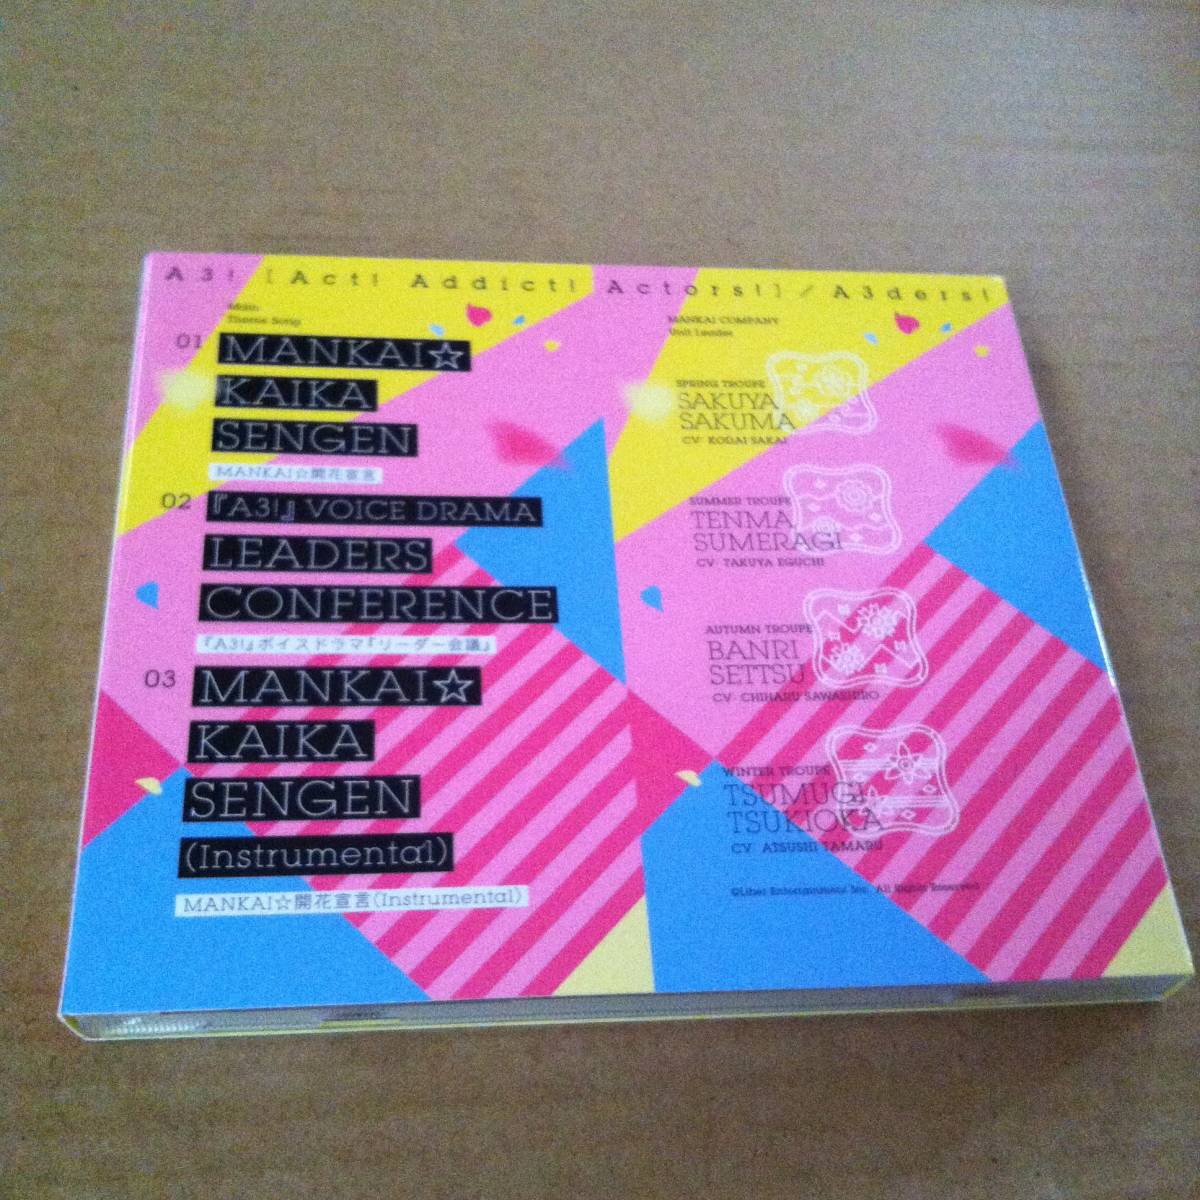 A3! [Act! Addict! Actors!]/A3ders!
Main
Theme Song
01
MANKAI☆
KAIKA
SENGEN
MANKAI☆開花宣言
02
『A3!』VOICE DRAMA
LEADERS
CONFERENCE
『A3!』ボイスドラマ『リーダー会議』
03
MANKAI☆
KAIKA
SENGEN
(Instrumental)
MANKAI☆開花宣言(Instrumental)
MANKAI COMPANY
Unit Leader
SPRING TROUPE
SAKUYA
SAKUMA
CV: KODAI SAKAI
SUMMER TROUPE
TENMA
SUMERAGI
CV: TAKUYA EGUCHI
AUTUMN TROUPE
BANRI
SETTSU
CV: CHIHARU SAWASHIRO
WINTER TROUPE
TSUMUGI
TSUKIOKA
CV: ATSUSHI TAMARU
©Liber Entertainment Inc. All Rights Reserved.